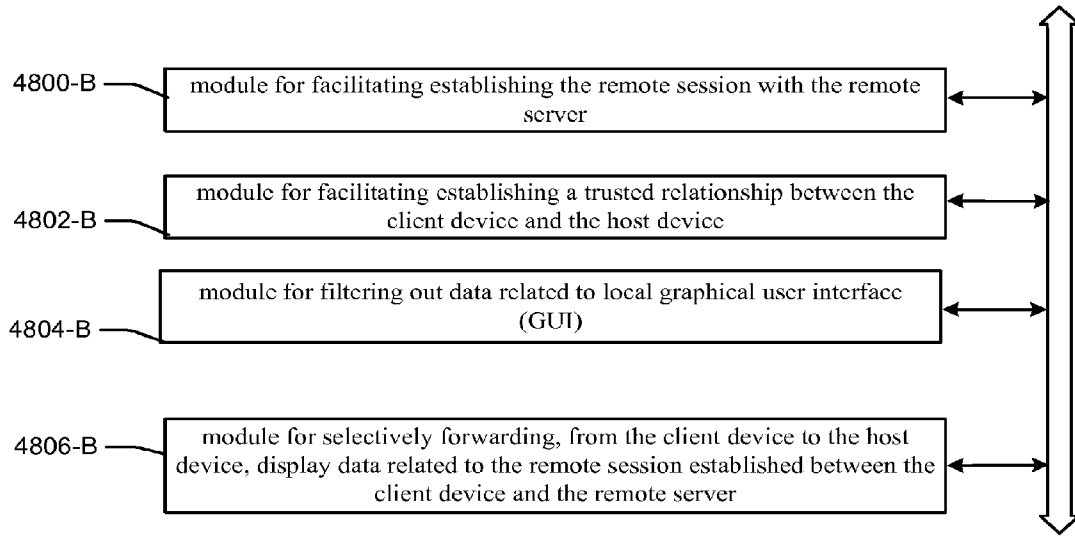 4800-B
module for facilitating establishing the remote session with the remote
server
4802-B
module for facilitating establishing a trusted relationship between the
client device and the host device
4804-B
module for filtering out data related to local graphical user interface
(GUI)
4806-B
module for selectively forwarding, from the client device to the host
device, display data related to the remote session established between the
client device and the remote server